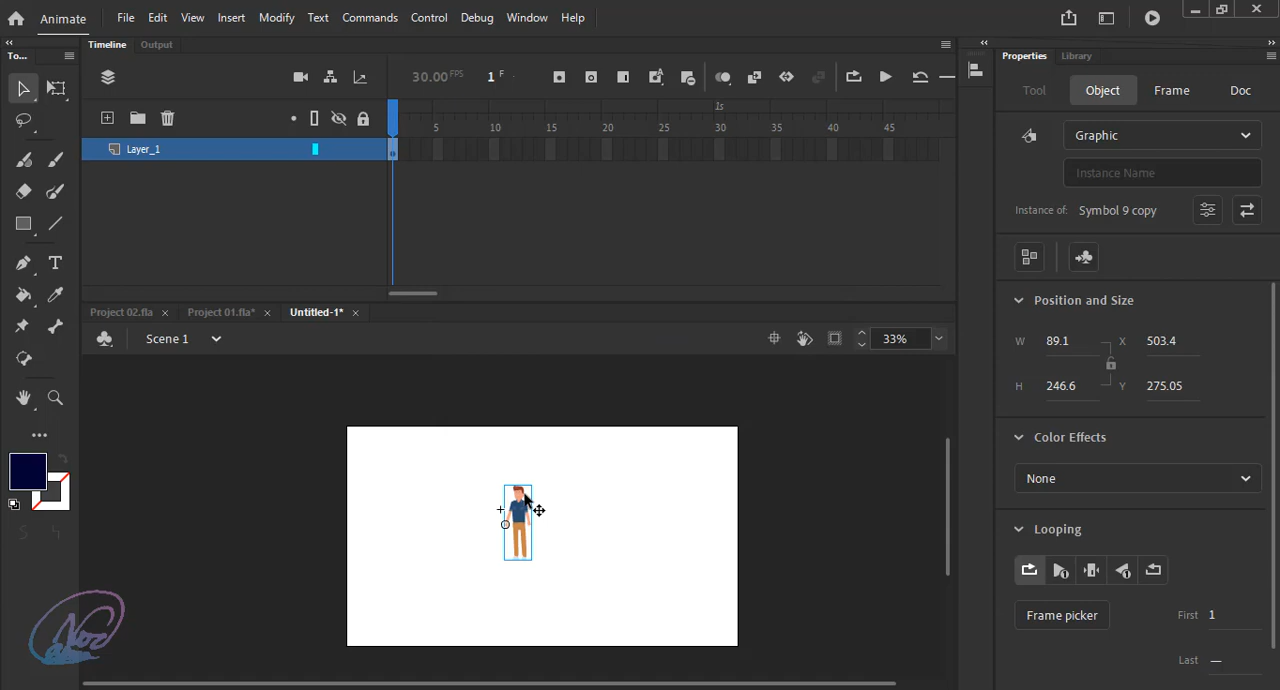 Animate File Edit View Insert Modify Text Commands Control Debug Window Help
To...
Timeline Output
30.00 FPS 1 F
1s
5 10 15 20 25 30 35 40 45
Layer_1
Project 02.fla Project 01.fla* Untitled-1*
Scene 1 33%
Properties Library
Tool Object Frame Doc
Graphic
Instance Name
Instance of: Symbol 9 copy
Position and Size
W 89.1 X 503.4
H 246.6 Y 275.05
Color Effects
None
Looping
Frame picker First 1
Last —